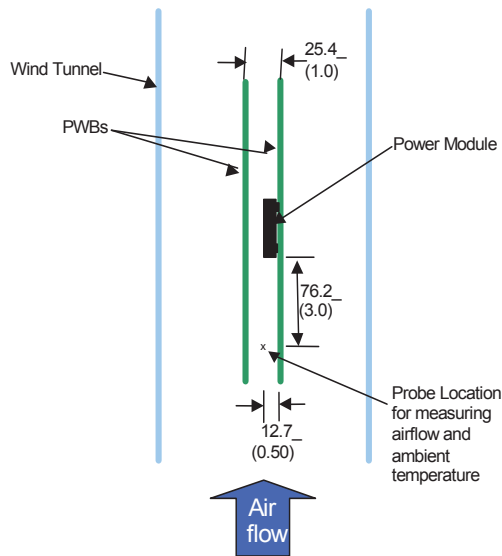 25.4_
(1.0)
Wind Tunnel
PWBs
Power Module
76.2_
(3.0)
x
Probe Location
for measuring
airflow and
ambient
temperature
12.7_
(0.50)
Air
flow